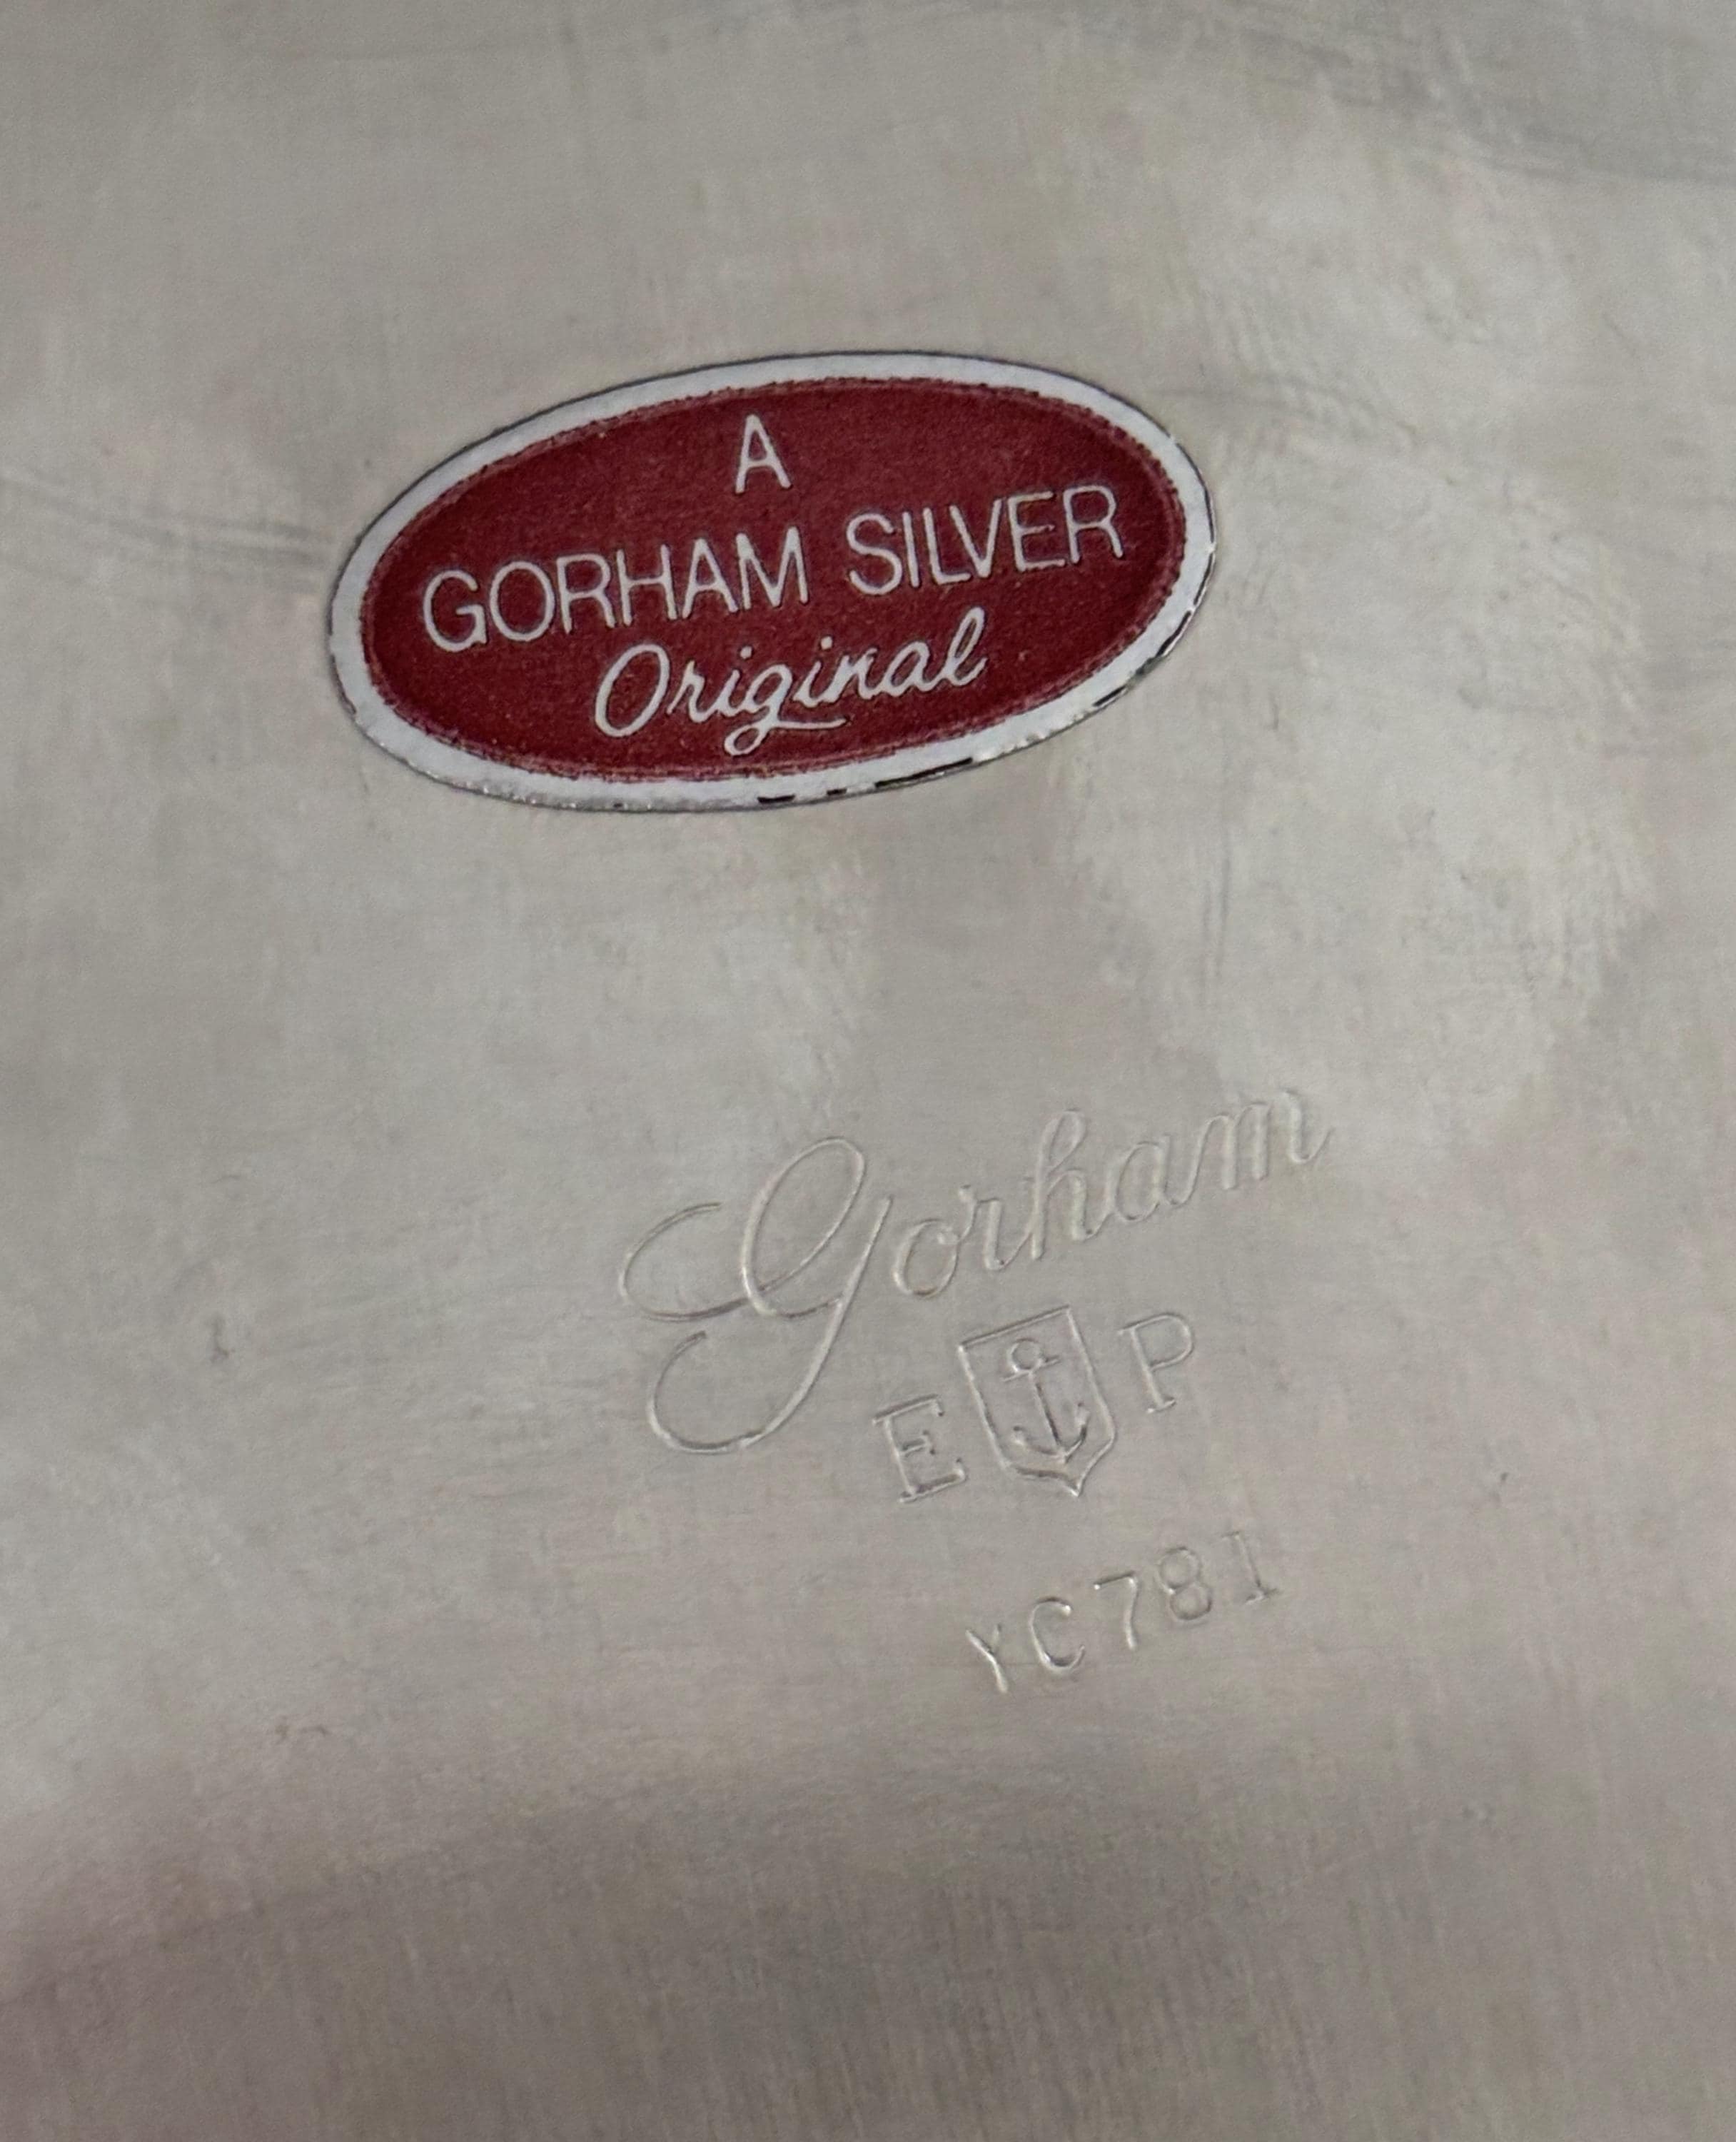 A
GORHAM SILVER
Original
Gorham
E P
YC781